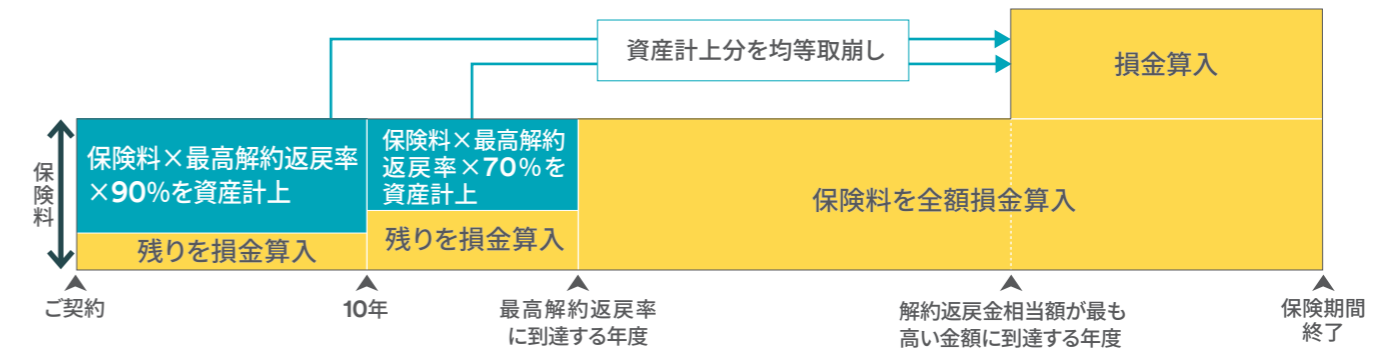 資産計上分を均等取崩し
損金算入
保険料
保険料×最高解約返戻率
×90%を資産計上
残りを損金算入
保険料×最高解約
返戻率×70%を
資産計上
残りを損金算入
保険料を全額損金算入
ご契約
10年
最高解約返戻率
に到達する年度
解約返戻金相当額が最も
高い金額に到達する年度
保険期間
終了